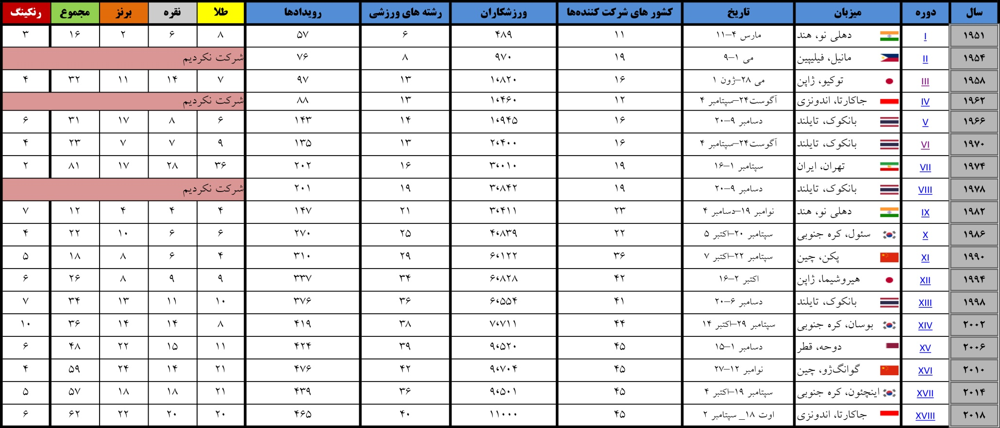 سال دوره میزبان تاریخ کشور های شرکت کننده‌ها ورزشکاران رشته های ورزشی رویدادها طلا نقره برنز مجموع رنکینگ
۱۹۵۱ I دهلی نو، هند مارس ۴–۱۱ ۱۱ ۴۸۹ ۶ ۵۷ ۸ ۶ ۲ ۱۶ ۳
۱۹۵۴ II مانیل، فیلیپین می ۱–۹ ۱۹ ۹۷۰ ۸ ۷۶ شرکت نکردیم
۱۹۵۸ III توکیو، ژاپن می ۲۸–ژون ۱ ۱۶ ۱،۸۲۰ ۱۳ ۹۷ ۷ ۱۴ ۱۱ ۳۲ ۴
۱۹۶۲ IV جاکارتا، اندونزی آگوست۲۴–سپتامبر ۴ ۱۲ ۱،۴۶۰ ۱۳ ۸۸ شرکت نکردیم
۱۹۶۶ V بانکوک، تایلند دسامبر ۹–۲۰ ۱۶ ۱،۹۴۵ ۱۴ ۱۴۳ ۶ ۸ ۱۷ ۳۱ ۶
۱۹۷۰ VI بانکوک، تایلند آگوست۲۴–سپتامبر ۴ ۱۶ ۲،۴۰۰ ۱۳ ۱۳۵ ۹ ۷ ۷ ۲۳ ۴
۱۹۷۴ VII تهران، ایران سپتامبر ۱–۱۶ ۱۹ ۳،۰۱۰ ۱۶ ۲۰۲ ۳۶ ۲۸ ۱۷ ۸۱ ۲
۱۹۷۸ VIII بانکوک، تایلند دسامبر ۹–۲۰ ۱۹ ۳،۸۴۲ ۱۹ ۲۰۱ شرکت نکردیم
۱۹۸۲ IX دهلی نو، هند نوامبر ۱۹–دسامبر ۴ ۲۳ ۳،۴۱۱ ۲۱ ۱۴۷ ۴ ۴ ۴ ۱۲ ۷
۱۹۸۶ X سئول، کره جنوبی سپتامبر ۲۰–اکتبر ۵ ۲۲ ۴،۸۳۹ ۲۵ ۲۷۰ ۶ ۶ ۱۰ ۲۲ ۴
۱۹۹۰ XI پکن، چین سپتامبر ۲۲–اکتبر ۷ ۳۶ ۶،۱۲۲ ۲۹ ۳۱۰ ۴ ۶ ۸ ۱۸ ۵
۱۹۹۴ XII هیروشیما، ژاپن اکتبر ۲–۱۶ ۴۲ ۶،۸۲۸ ۳۴ ۳۳۷ ۹ ۹ ۸ ۲۶ ۶
۱۹۹۸ XIII بانکوک، تایلند دسامبر ۶–۲۰ ۴۱ ۶،۵۵۴ ۳۶ ۳۷۶ ۱۰ ۱۱ ۱۳ ۳۴ ۷
۲۰۰۲ XIV بوسان، کره جنوبی سپتامبر ۲۹–اکتبر ۱۴ ۴۴ ۷،۷۱۱ ۳۸ ۴۱۹ ۸ ۱۴ ۱۴ ۳۶ ۱۰
۲۰۰۶ XV دوحه، قطر دسامبر ۱–۱۵ ۴۵ ۹،۵۲۰ ۳۹ ۴۲۴ ۱۱ ۱۵ ۲۲ ۴۸ ۶
۲۰۱۰ XVI گوانگ‌ژو، چین نوامبر ۱۲–۲۷ ۴۵ ۹،۷۰۴ ۴۲ ۴۷۶ ۲۱ ۱۴ ۲۴ ۵۹ ۴
۲۰۱۴ XVII اینچئون، کره جنوبی سپتامبر ۱۹–اکتبر ۴ ۴۵ ۹،۵۰۱ ۳۶ ۴۳۹ ۲۱ ۱۸ ۱۸ ۵۷ ۵
۲۰۱۸ XVIII جاکارتا، اندونزی اوت ۱۸_ سپتامبر ۲ ۴۵ ۱۱۰۰۰ ۴۰ ۴۶۵ ۲۰ ۲۰ ۲۲ ۶۲ ۶